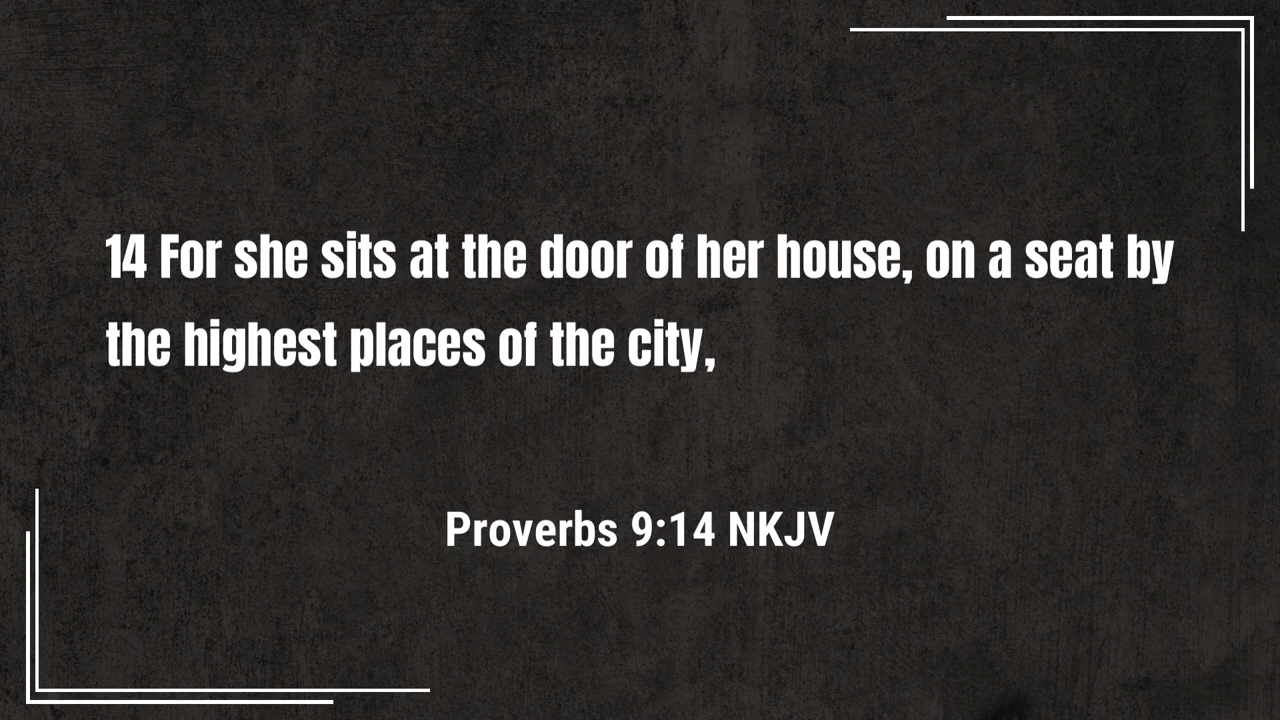 14 For she sits at the door of her house, on a seat by
the highest places of the city,
Proverbs 9:14 NKJV